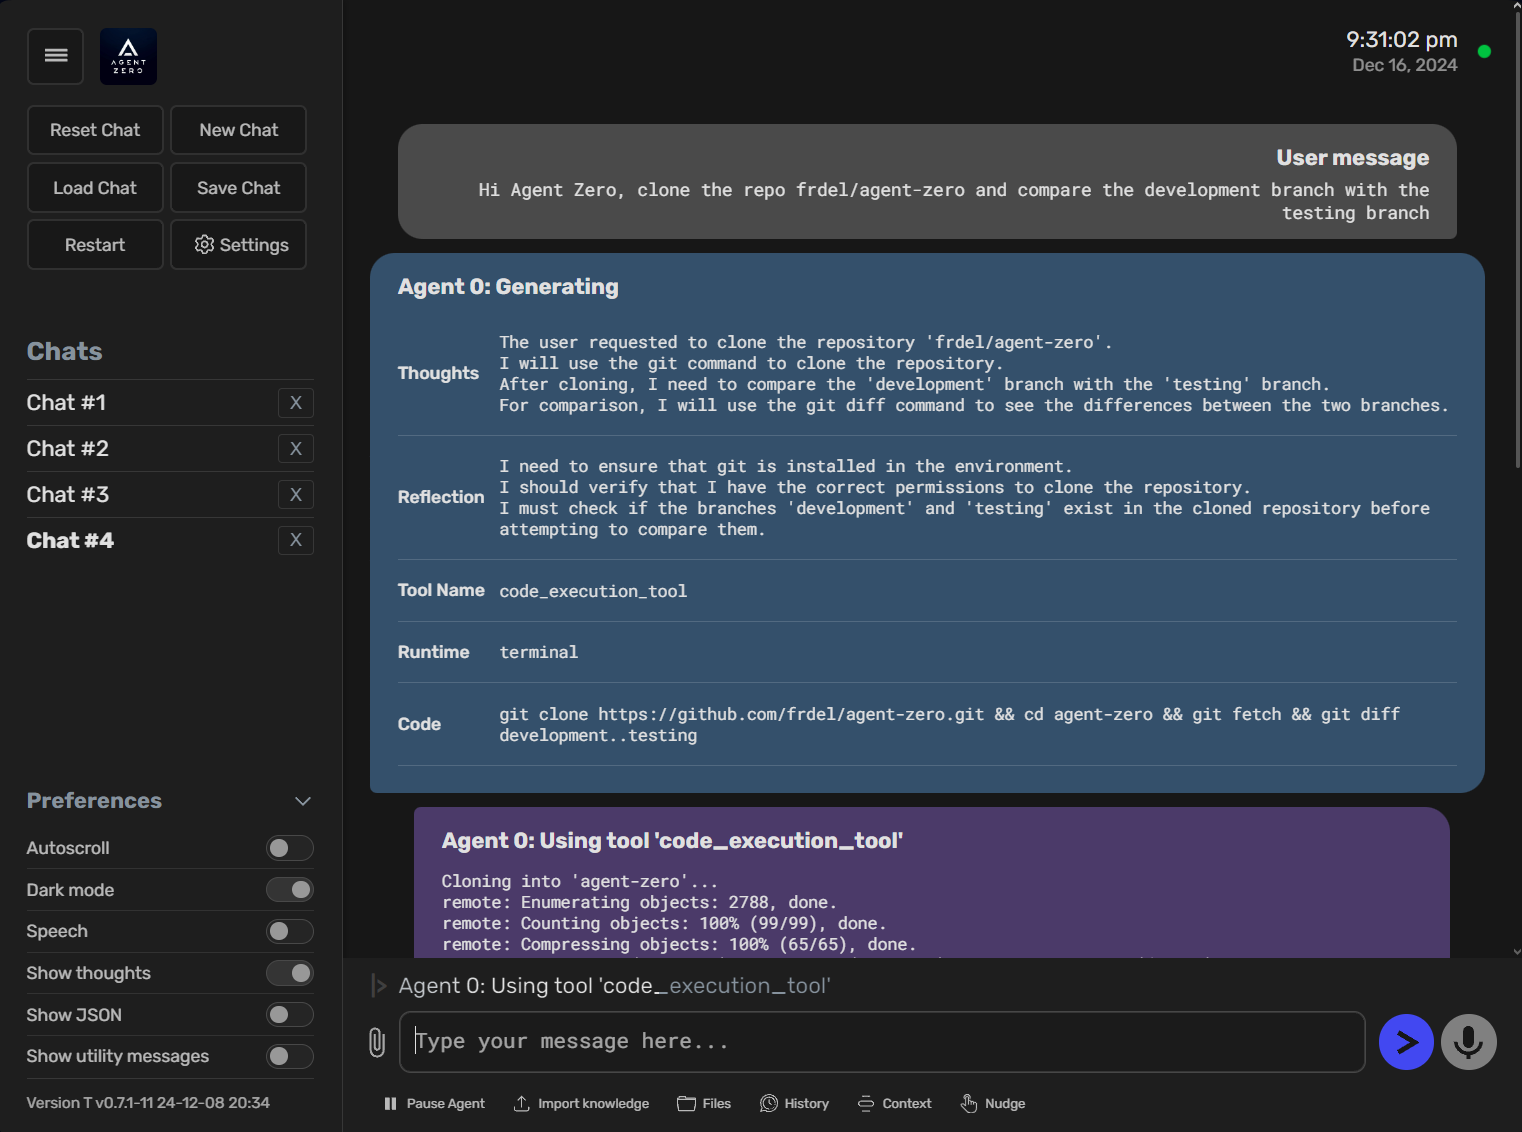 AGENT
ZERO
Reset Chat
New Chat
Load Chat
Save Chat
Restart
Settings
Chats
Chat #1
X
Chat #2
X
Chat #3
X
Chat #4
X
Preferences
Autoscroll
Dark mode
Speech
Show thoughts
Show JSON
Show utility messages
Version T v0.7.1-11 24-12-08 20:34
9:31:02 pm
Dec 16, 2024
User message
Hi Agent Zero, clone the repo frdel/agent-zero and compare the development branch with the
testing branch
Agent 0: Generating
Thoughts
The user requested to clone the repository 'frdel/agent-zero'.
I will use the git command to clone the repository.
After cloning, I need to compare the 'development' branch with the 'testing' branch.
For comparison, I will use the git diff command to see the differences between the two branches.
Reflection
I need to ensure that git is installed in the environment.
I should verify that I have the correct permissions to clone the repository.
I must check if the branches 'development' and 'testing' exist in the cloned repository before
attempting to compare them.
Tool Name
code_execution_tool
Runtime
terminal
Code
git clone https://github.com/frdel/agent-zero.git && cd agent-zero && git fetch && git diff
development..testing
Agent 0: Using tool 'code_execution_tool'
Cloning into 'agent-zero'...
remote: Enumerating objects: 2788, done.
remote: Counting objects: 100% (99/99), done.
remote: Compressing objects: 100% (65/65), done.
Agent 0: Using tool 'code_execution_tool'
Type your message here...
Pause Agent
Import knowledge
Files
History
Context
Nudge